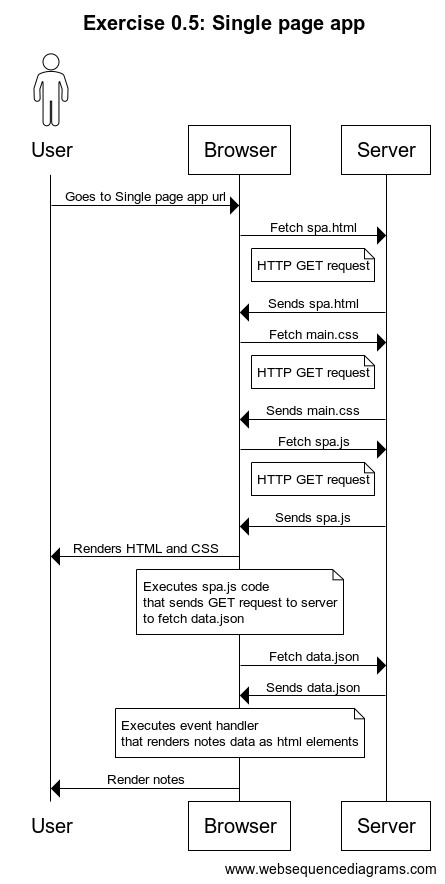 Exercise 0.5: Single page app
User
Browser
Server
Goes to Single page app url
Fetch spa.html
HTTP GET request
Sends spa.html
Fetch main.css
HTTP GET request
Sends main.css
Fetch spa.js
HTTP GET request
Sends spa.js
Renders HTML and CSS
Executes spa.js code
that sends GET request to server
to fetch data.json
Fetch data.json
Sends data.json
Executes event handler
that renders notes data as html elements
Render notes
User
Browser
Server
www.websequencediagrams.com